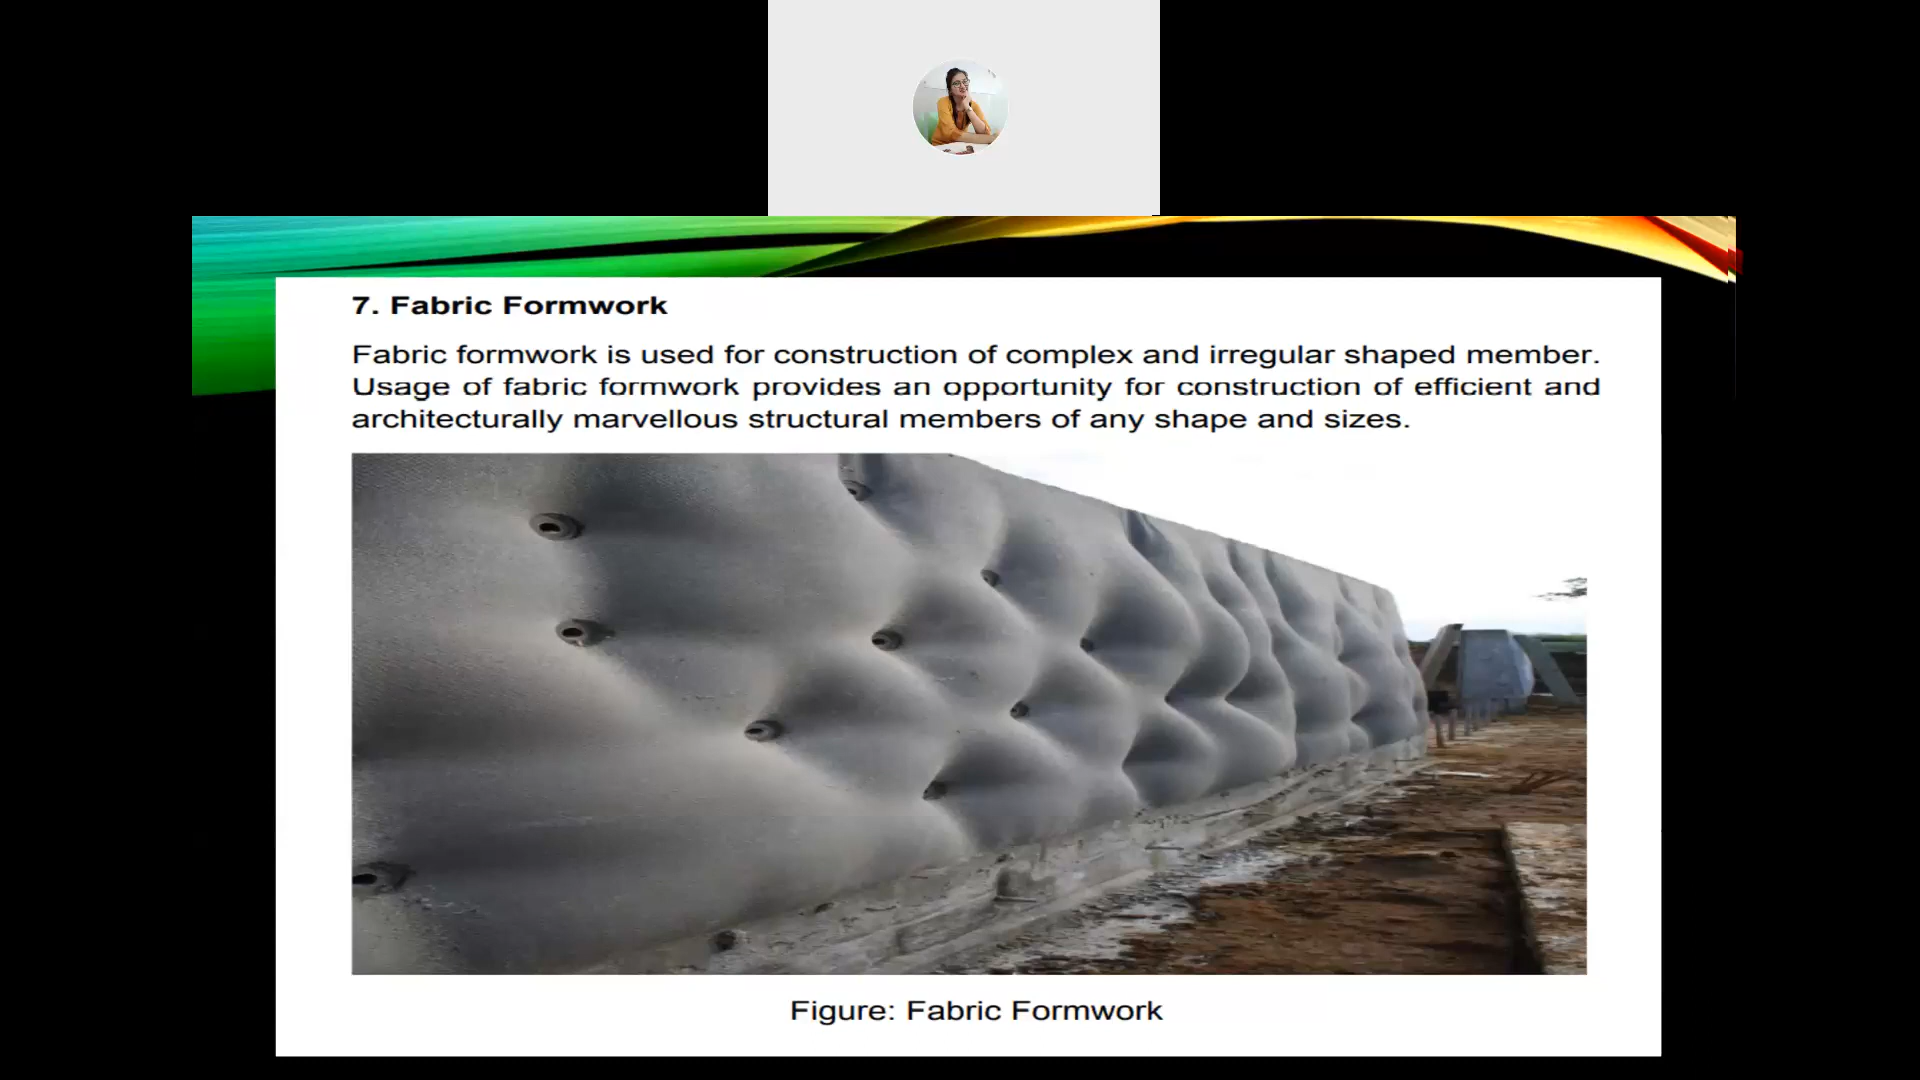 7. Fabric Formwork
Fabric formwork is used for construction of complex and irregular shaped member.
Usage of fabric formwork provides an opportunity for construction of efficient and
architecturally marvellous structural members of any shape and sizes.
Figure: Fabric Formwork